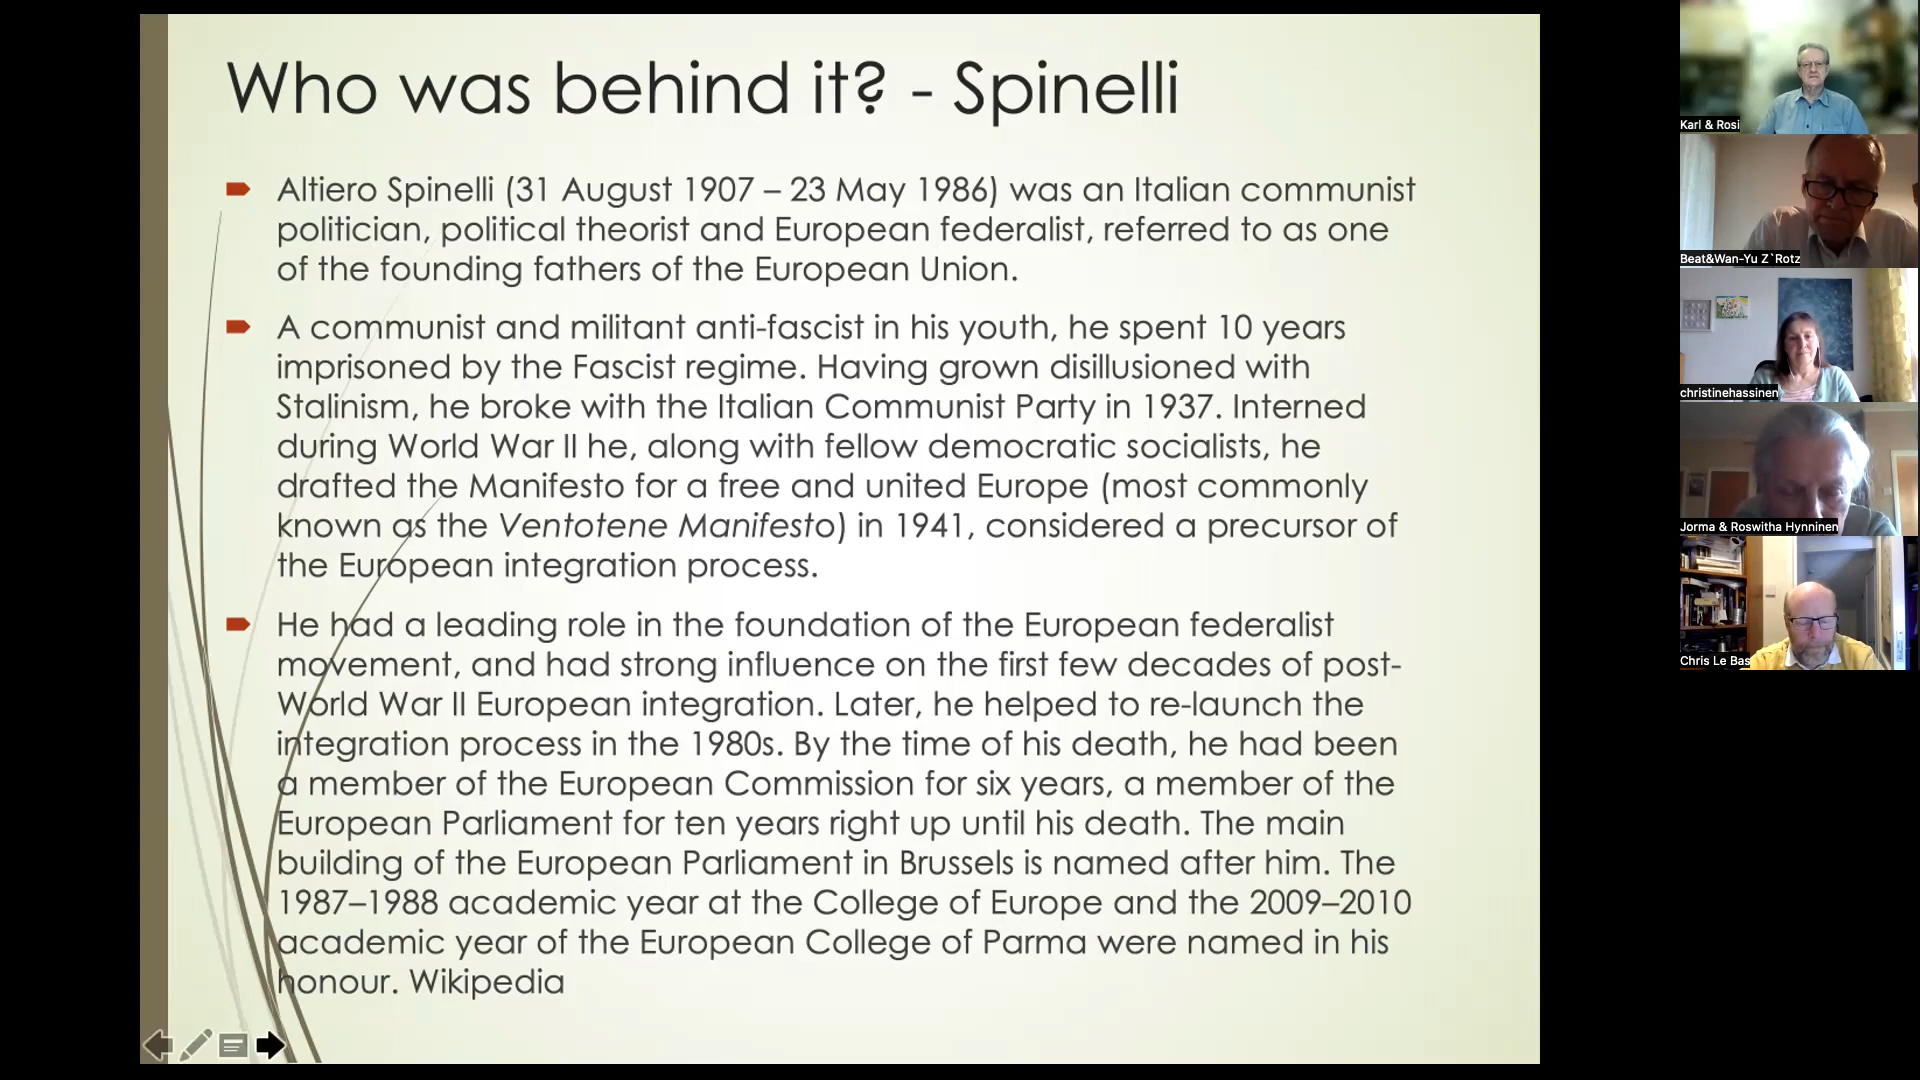 Who was behind it? - Spinelli
Altiero Spinelli (31 August 1907 – 23 May 1986) was an Italian communist
politician, political theorist and European federalist, referred to as one
of the founding fathers of the European Union.
A communist and militant anti-fascist in his youth, he spent 10 years
imprisoned by the Fascist regime. Having grown disillusioned with
Stalinism, he broke with the Italian Communist Party in 1937. Interned
during World War II he, along with fellow democratic socialists, he
drafted the Manifesto for a free and united Europe (most commonly
known as the Ventotene Manifesto) in 1941, considered a precursor of
the European integration process.
He had a leading role in the foundation of the European federalist
movement, and had strong influence on the first few decades of post-
World War II European integration. Later, he helped to re-launch the
integration process in the 1980s. By the time of his death, he had been
a member of the European Commission for six years, a member of the
European Parliament for ten years right up until his death. The main
building of the European Parliament in Brussels is named after him. The
1987–1988 academic year at the College of Europe and the 2009–2010
academic year of the European College of Parma were named in his
honour. Wikipedia
Karl & Rosi
Beat&Wan-Yu Z`Rotz
christinehassinen
Jorma & Roswitha Hynninen
Chris Le Bas